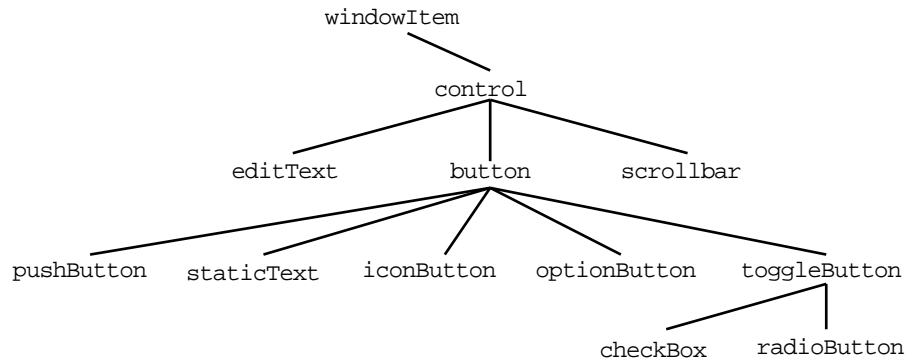 windowItem
control
editText button scrollbar
pushButton staticText iconButton optionButton toggleButton
checkBox radioButton